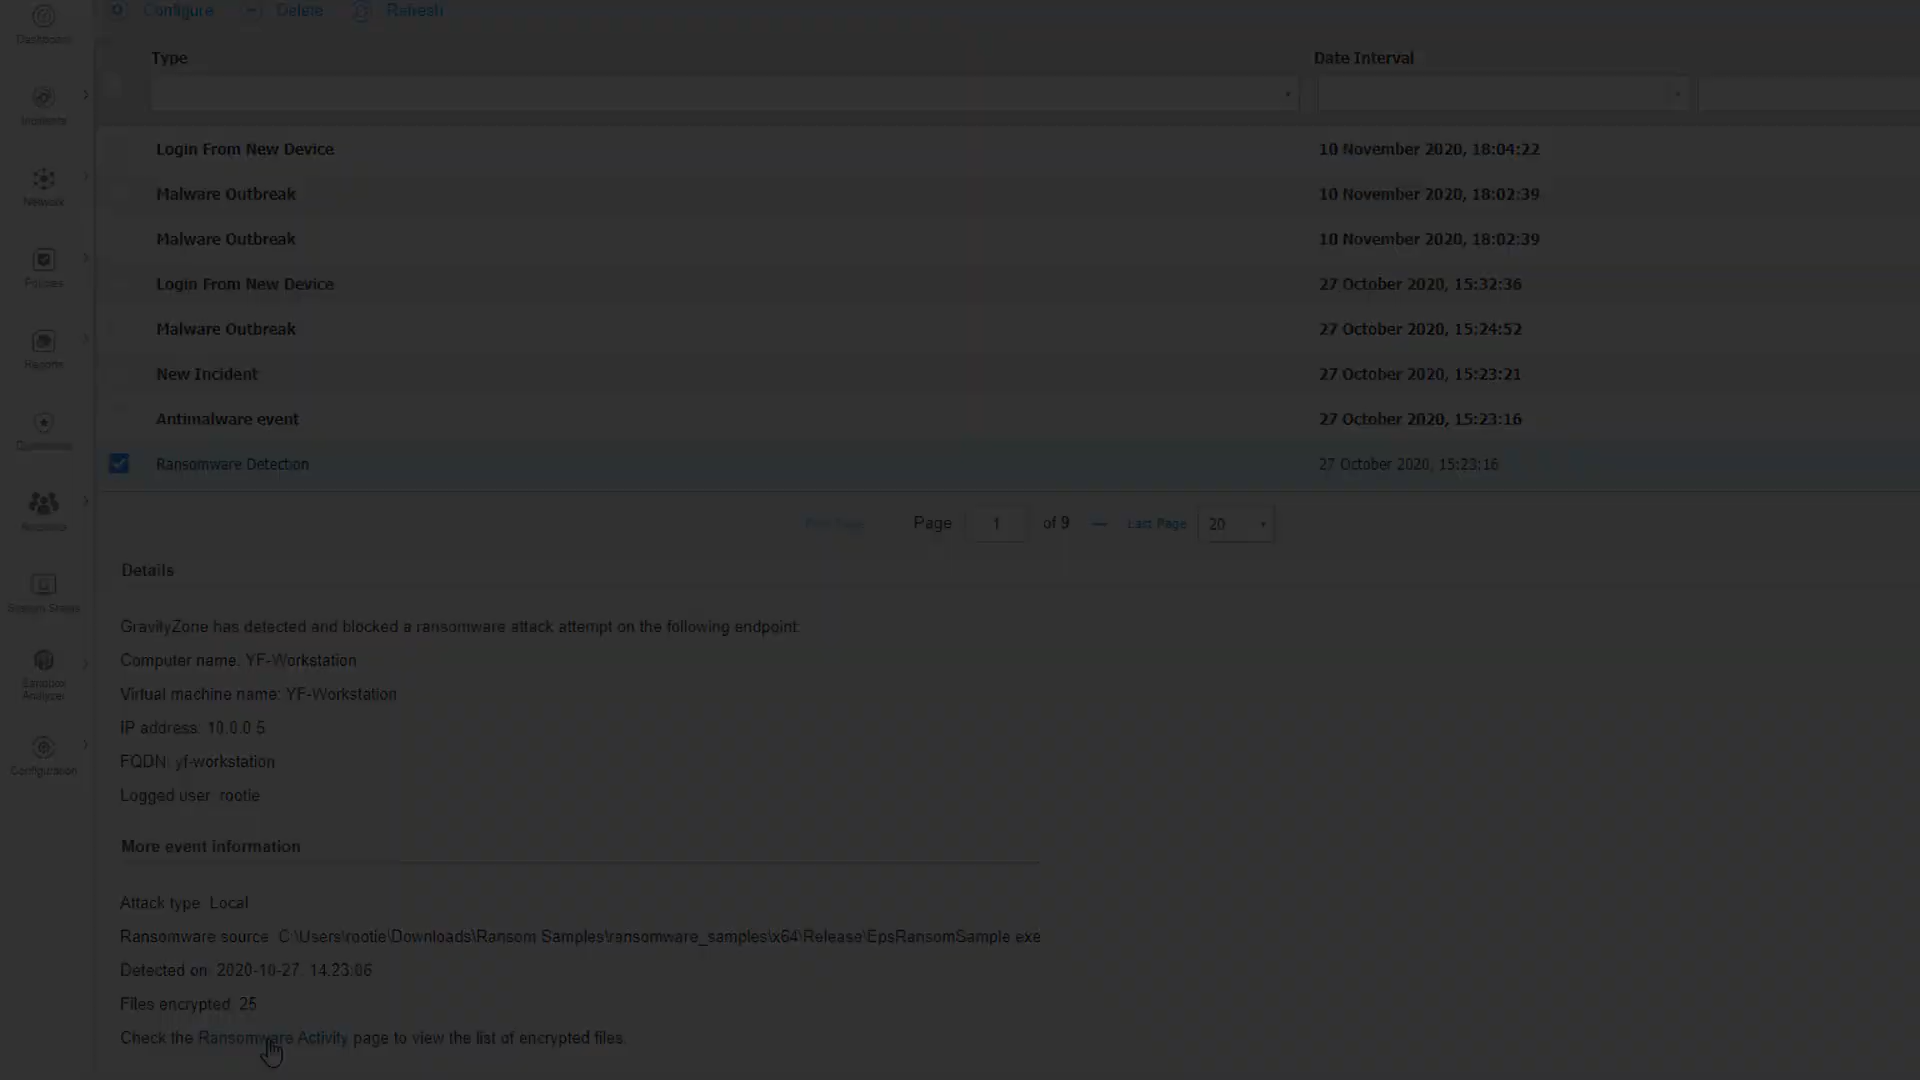 Configure Delete Refresh
Dashboard
Type Date Interval
Incidents
Login From New Device 10 November 2020, 18:04:22
Malware Outbreak 10 November 2020, 18:02:39
Network
Malware Outbreak 10 November 2020, 18:02:39
Policies
Login From New Device 27 October 2020, 15:32:36
Malware Outbreak 27 October 2020, 15:24:52
Reports
New Incident 27 October 2020, 15:23:21
Antimalware event 27 October 2020, 15:23:16
Ransomware Detection 27 October 2020, 15:23:16
Accounts
Page 1 of 9 Last Page 20
Details
GravityZone has detected and blocked a ransomware attack attempt on the following endpoint:
Computer name: YF-Workstation
Sandbox
Analyzer
Virtual machine name: YF-Workstation
IP address: 10.0.0.5
FQDN: yf-workstation
Configuration
Logged user: rootie
More event information
Attack type: Local
Ransomware source: C:\Users\rootie\Downloads\Ransom Samples\ransomware_samples\x64\Release\EpsRansomSample.exe
Detected on: 2020-10-27, 14:23:06
Files encrypted: 25
Check the Ransomware Activity page to view the list of encrypted files.